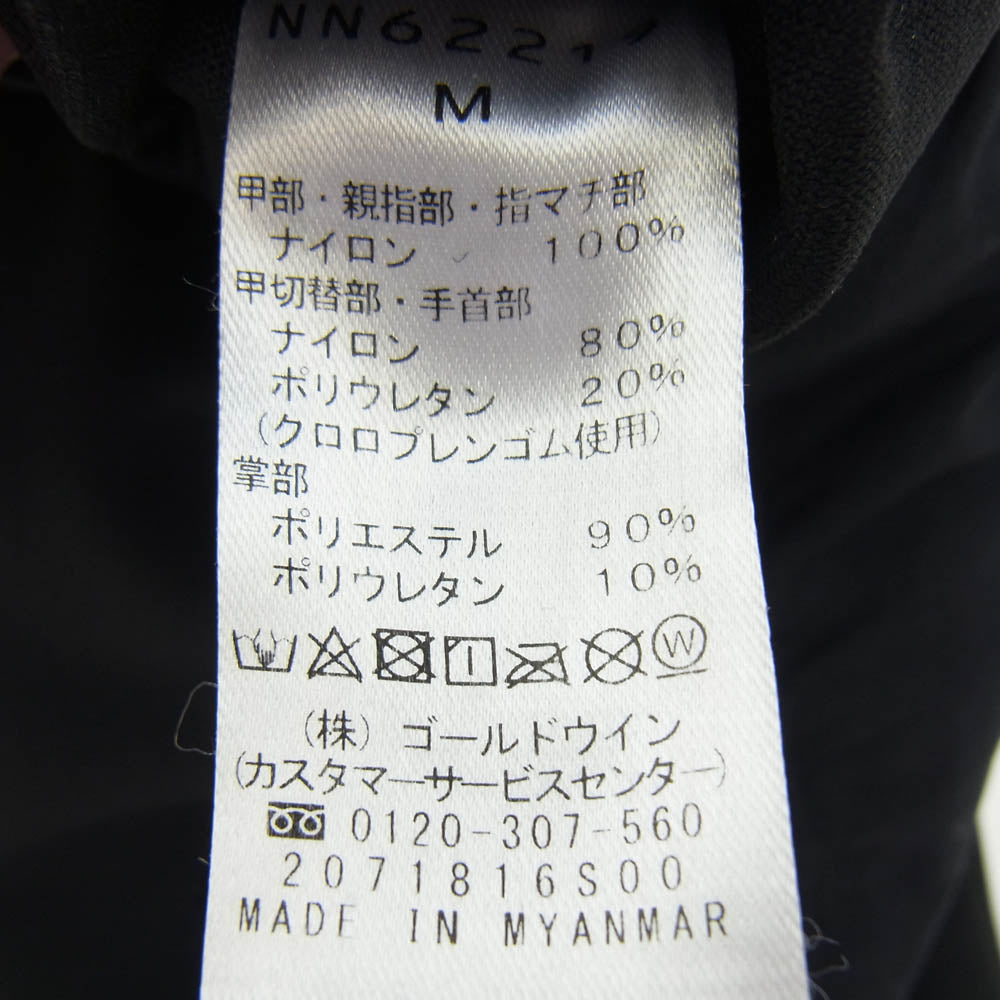 M
甲部・親指部・指マチ部
ナイロン 100%
甲切替部・手首部
ナイロン 80%
ポリウレタン 20%
(クロロプレンゴム使用)
掌部
ポリエステル 90%
ポリウレタン 10%
W
(株) ゴールドウイン
(カスタマーサービスセンター)
0120-307-560
2071816S00
MADE IN MYANMAR